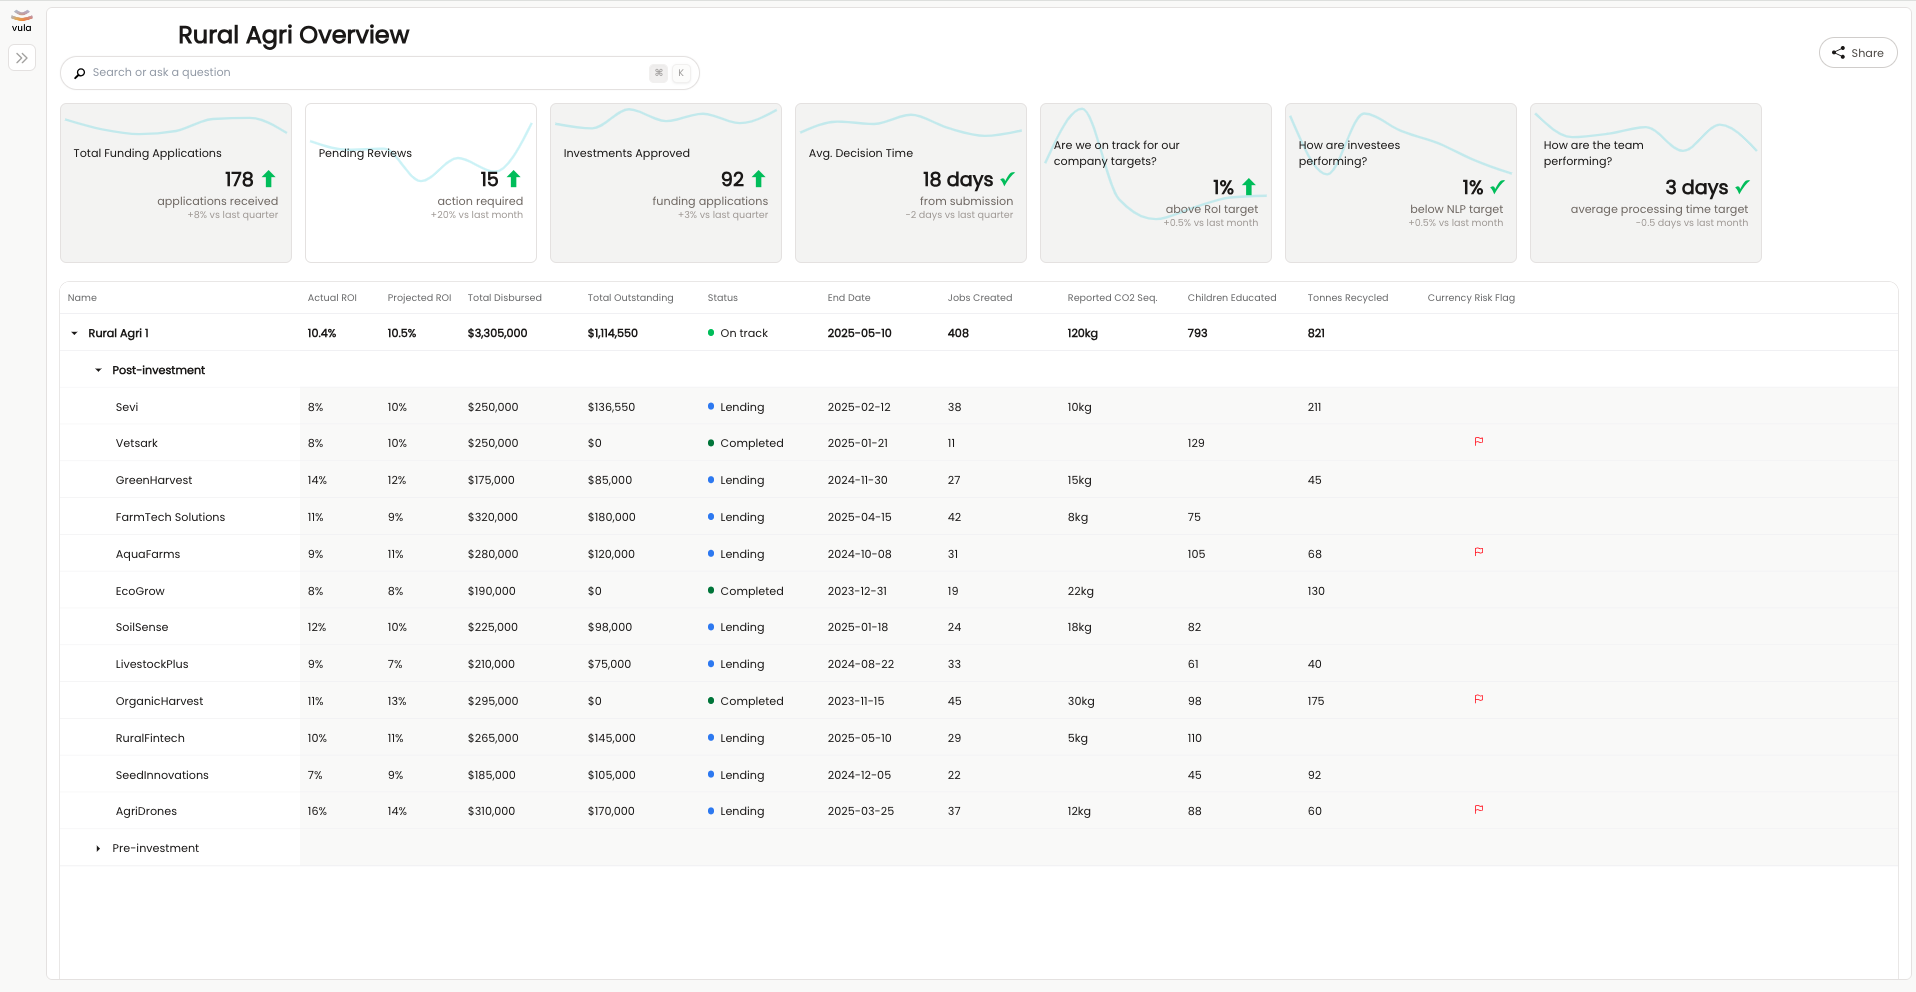 vula
Rural Agri Overview
Search or ask a question ⌘ K
Share
Total Funding Applications
178
applications received
+8% vs last quarter
Pending Reviews
15
action required
+20% vs last month
Investments Approved
92
funding applications
+3% vs last quarter
Avg. Decision Time
18 days
from submission
-2 days vs last quarter
Are we on track for our
company targets?
1%
above RoI target
+0.5% vs last month
How are investees
performing?
1%
below NLP target
+0.5% vs last month
How are the team
performing?
3 days
average processing time target
-0.5 days vs last month
Name Actual ROI Projected ROI Total Disbursed Total Outstanding Status End Date Jobs Created Reported CO2 Seq. Children Educated Tonnes Recycled Currency Risk Flag
Rural Agri 1 10.4% 10.5% $3,305,000 $1,114,550 On track 2025-05-10 408 120kg 793 821
Post-investment
Sevi 8% 10% $250,000 $136,550 Lending 2025-02-12 38 10kg 211
Vetsark 8% 10% $250,000 $0 Completed 2025-01-21 11 129
GreenHarvest 14% 12% $175,000 $85,000 Lending 2024-11-30 27 15kg 45
FarmTech Solutions 11% 9% $320,000 $180,000 Lending 2025-04-15 42 8kg 75
AquaFarms 9% 11% $280,000 $120,000 Lending 2024-10-08 31 105 68
EcoGrow 8% 8% $190,000 $0 Completed 2023-12-31 19 22kg 130
SoilSense 12% 10% $225,000 $98,000 Lending 2025-01-18 24 18kg 82
LivestockPlus 9% 7% $210,000 $75,000 Lending 2024-08-22 33 61 40
OrganicHarvest 11% 13% $295,000 $0 Completed 2023-11-15 45 30kg 98 175
RuralFintech 10% 11% $265,000 $145,000 Lending 2025-05-10 29 5kg 110
SeedInnovations 7% 9% $185,000 $105,000 Lending 2024-12-05 22 45 92
AgriDrones 16% 14% $310,000 $170,000 Lending 2025-03-25 37 12kg 88 60
Pre-investment